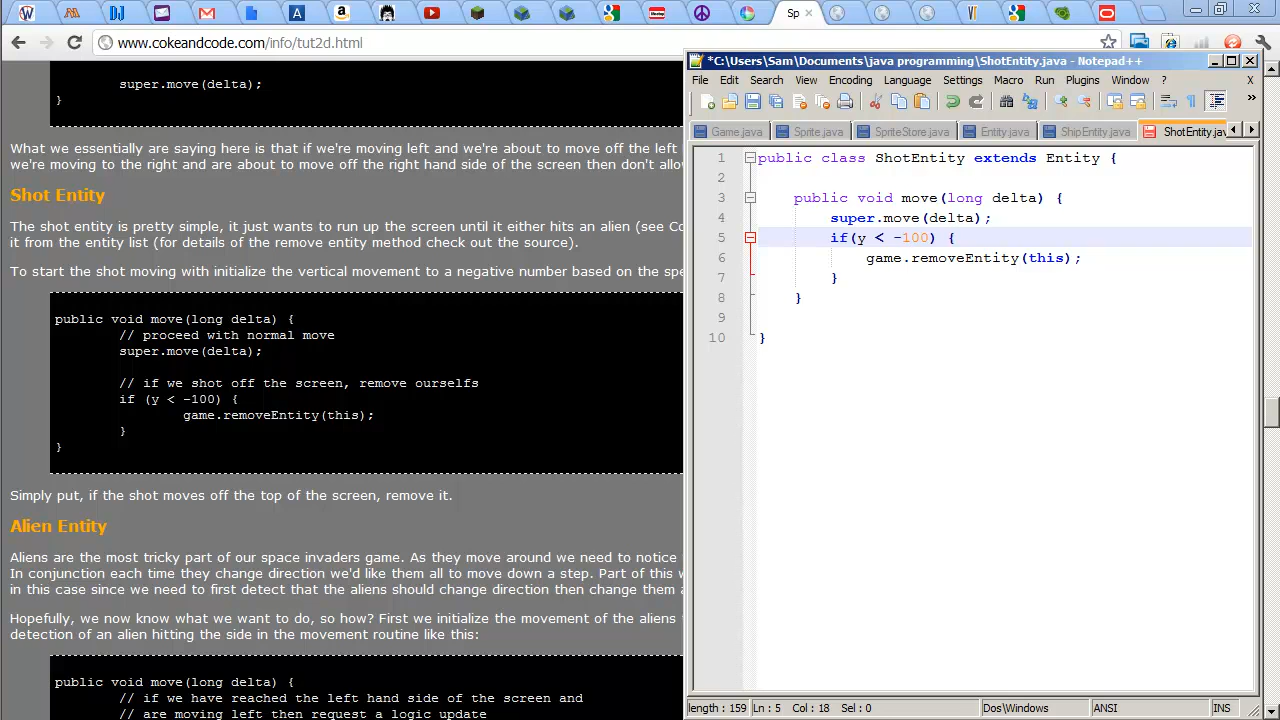 Sp
www.cokeandcode.com/info/tut2d.html
super.move(delta);
}
What we essentially are saying here is that if we're moving left and we're about to move off the left
we're moving to the right and are about to move off the right hand side of the screen then don't allo
Shot Entity
The shot entity is pretty simple, it just wants to run up the screen until it either hits an alien (see Co
it from the entity list (for details of the remove entity method check out the source).
To start the shot moving with initialize the vertical movement to a negative number based on the spe
public void move(long delta) {
// proceed with normal move
super.move(delta);
// if we shot off the screen, remove ourselfs
if (y < -100) {
game.removeEntity(this);
}
}
Simply put, if the shot moves off the top of the screen, remove it.
Alien Entity
Aliens are the most tricky part of our space invaders game. As they move around we need to notice
In conjunction each time they change direction we'd like them all to move down a step. Part of this w
in this case since we need to first detect that the aliens should change direction then change them a
Hopefully, we now know what we want to do, so how? First we initialize the movement of the aliens
detection of an alien hitting the side in the movement routine like this:
public void move(long delta) {
// if we have reached the left hand side of the screen and
// are moving left then request a logic update
*C:\Users\Sam\Documents\java programming\ShotEntity.java - Notepad++
File Edit Search View Encoding Language Settings Macro Run Plugins Window ?
X
Game.java Sprite.java SpriteStore.java Entity.java ShipEntity.java ShotEntity.jav
1 public class ShotEntity extends Entity {
2
3 public void move(long delta) {
4 super.move(delta);
5 if(y < -100) {
6 game.removeEntity(this);
7 }
8 }
9
10 }
length : 159 Ln : 5 Col : 18 Sel : 0 Dos\Windows ANSI INS